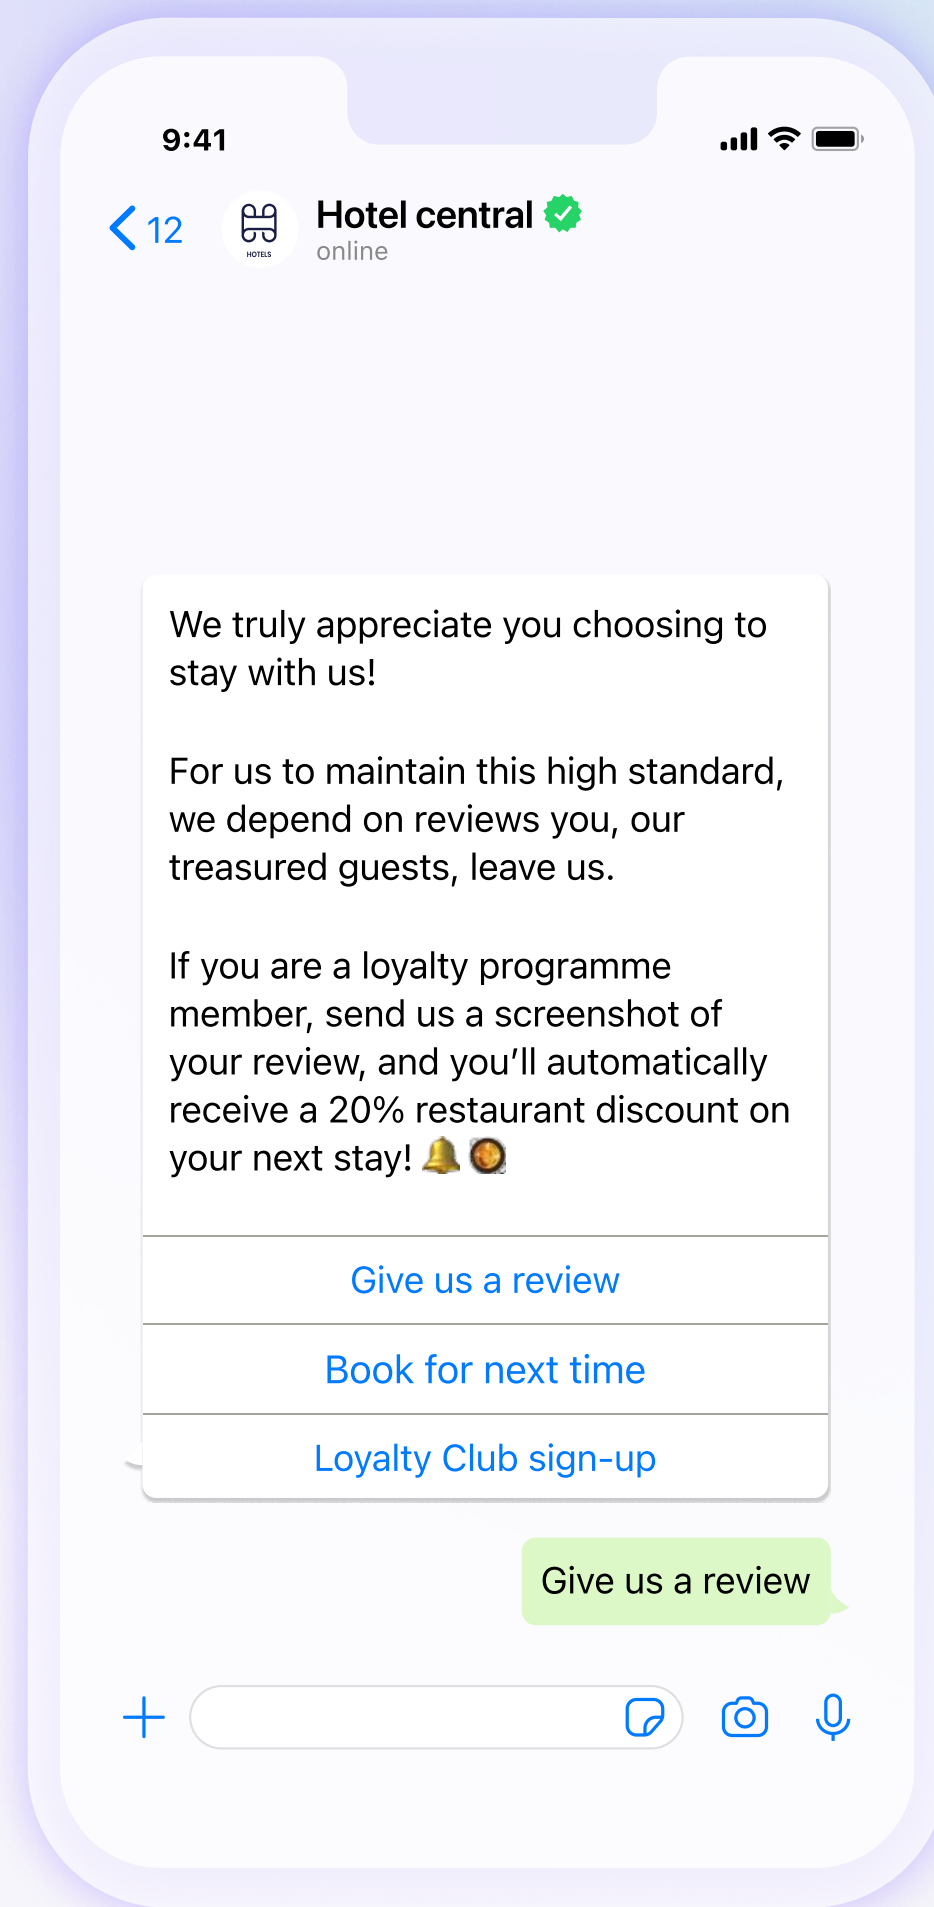 9:41
12
HOTELS
Hotel central
online
We truly appreciate you choosing to
stay with us!
For us to maintain this high standard,
we depend on reviews you, our
treasured guests, leave us.
If you are a loyalty programme
member, send us a screenshot of
your review, and you’ll automatically
receive a 20% restaurant discount on
your next stay!
Give us a review
Book for next time
Loyalty Club sign-up
Give us a review